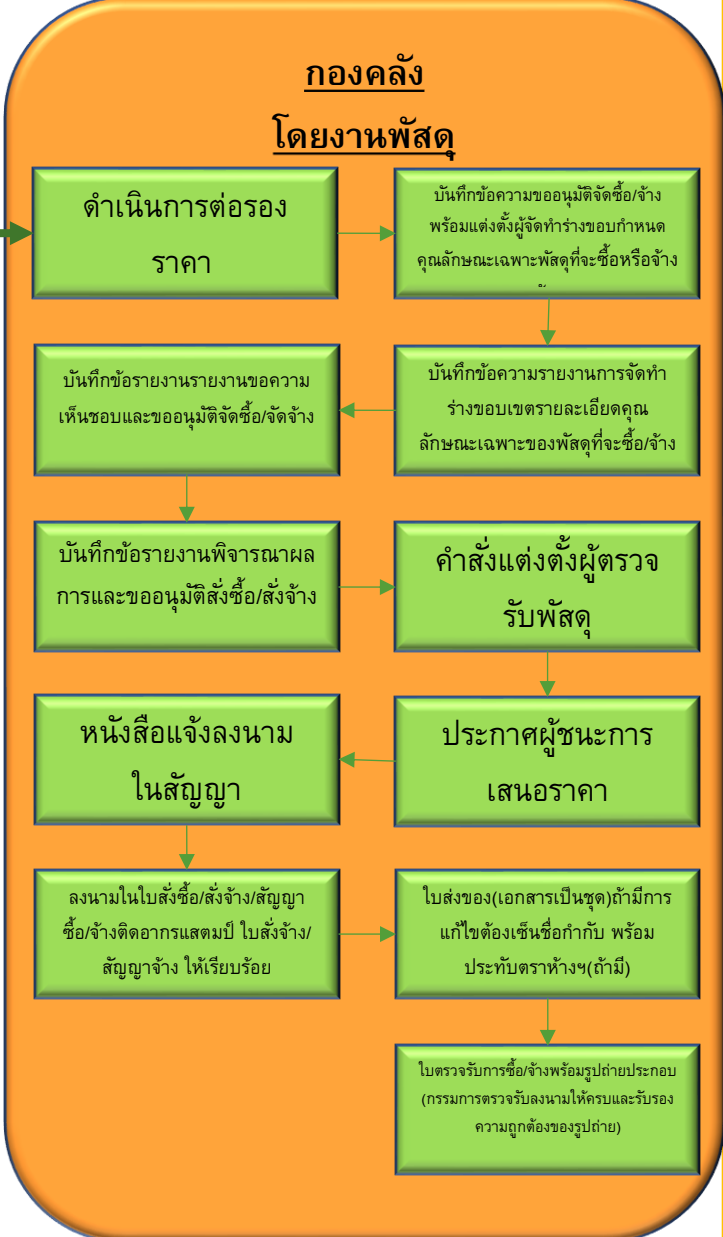 กองคลัง
โดยงานพัสดุ
ดำเนินการต่อรอง
ราคา
บันทึกข้อความขออนุมัติจัดซื้อ/จ้าง
พร้อมแต่งตั้งผู้จัดทำร่างขอบกำหนด
คุณลักษณะเฉพาะพัสดุที่จะซื้อหรือจ้าง
บันทึกข้อความรายงานการจัดทำ
ร่างขอบเขตรายละเอียดคุณ
ลักษณะเฉพาะของพัสดุที่จะซื้อ/จ้าง
บันทึกข้อรายงานรายงานขอความ
เห็นชอบและขออนุมัติจัดซื้อ/จัดจ้าง
บันทึกข้อรายงานพิจารณาผล
การและขออนุมัติสั่งซื้อ/สั่งจ้าง
คำสั่งแต่งตั้งผู้ตรวจ
รับพัสดุ
ประกาศผู้ชนะการ
เสนอราคา
หนังสือแจ้งลงนาม
ในสัญญา
ลงนามในใบสั่งซื้อ/สั่งจ้าง/สัญญา
ซื้อ/จ้างติดอากรแสตมป์ ใบสั่งจ้าง/
สัญญาจ้าง ให้เรียบร้อย
ใบส่งของ(เอกสารเป็นชุด)ถ้ามีการ
แก้ไขต้องเซ็นชื่อกำกับ พร้อม
ประทับตราห้างฯ(ถ้ามี)
ใบตรวจรับการซื้อ/จ้างพร้อมรูปถ่ายประกอบ
(กรรมการตรวจรับลงนามให้ครบและรับรอง
ความถูกต้องของรูปถ่าย)